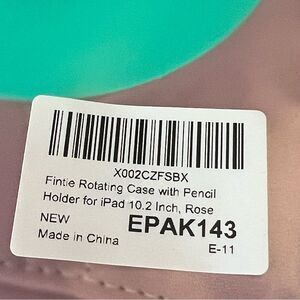 X002CZFSBX
Fintie Rotating Case with Pencil
Holder for iPad 10.2 Inch, Rose
NEW EPAK143
Made in China E-11